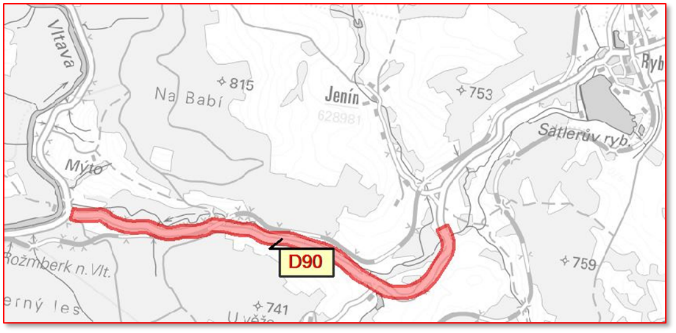 Vltava
815
Na Babí
Jenín
628981
753
Ryb
Šatlerův ryb.
Mýto
D90
Rožmberk n. Vlt.
759
741
erný les
U věže